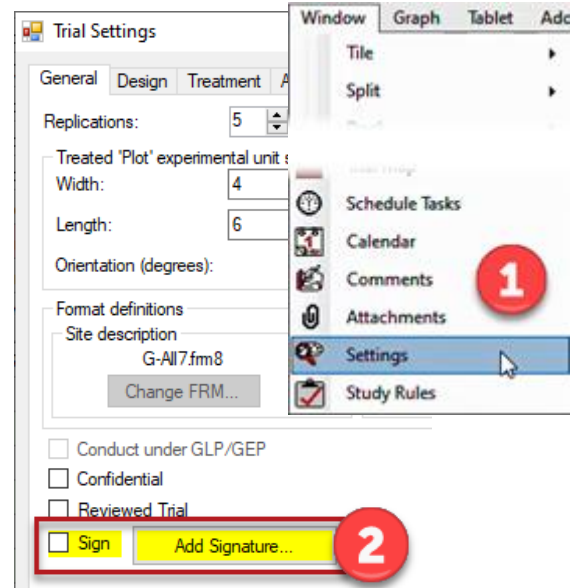 Trial Settings
General Design Treatment A
Replications: 5
Treated 'Plot' experimental unit s
Width: 4
Length: 6
Orientation (degrees):
Format definitions
Site description
G-All7.frm8
Change FRM...
Conduct under GLP/GEP
Confidential
Reviewed Trial
Sign Add Signature...
2
Window Graph Tablet Add
Tile
Split
Schedule Tasks
Calendar
Comments
1
Attachments
Settings
Study Rules